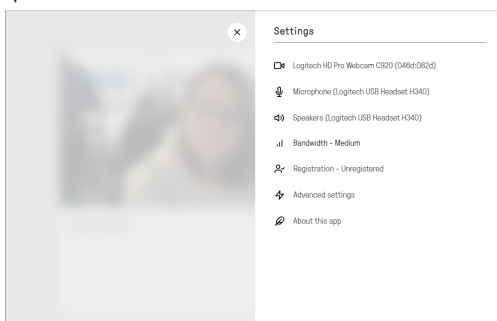 Settings
Logitech HD Pro Webcam C920 (046d:082d)
Microphone (Logitech USB Headset H340)
Speakers (Logitech USB Headset H340)
Bandwidth - Medium
Registration - Unregistered
Advanced settings
About this app